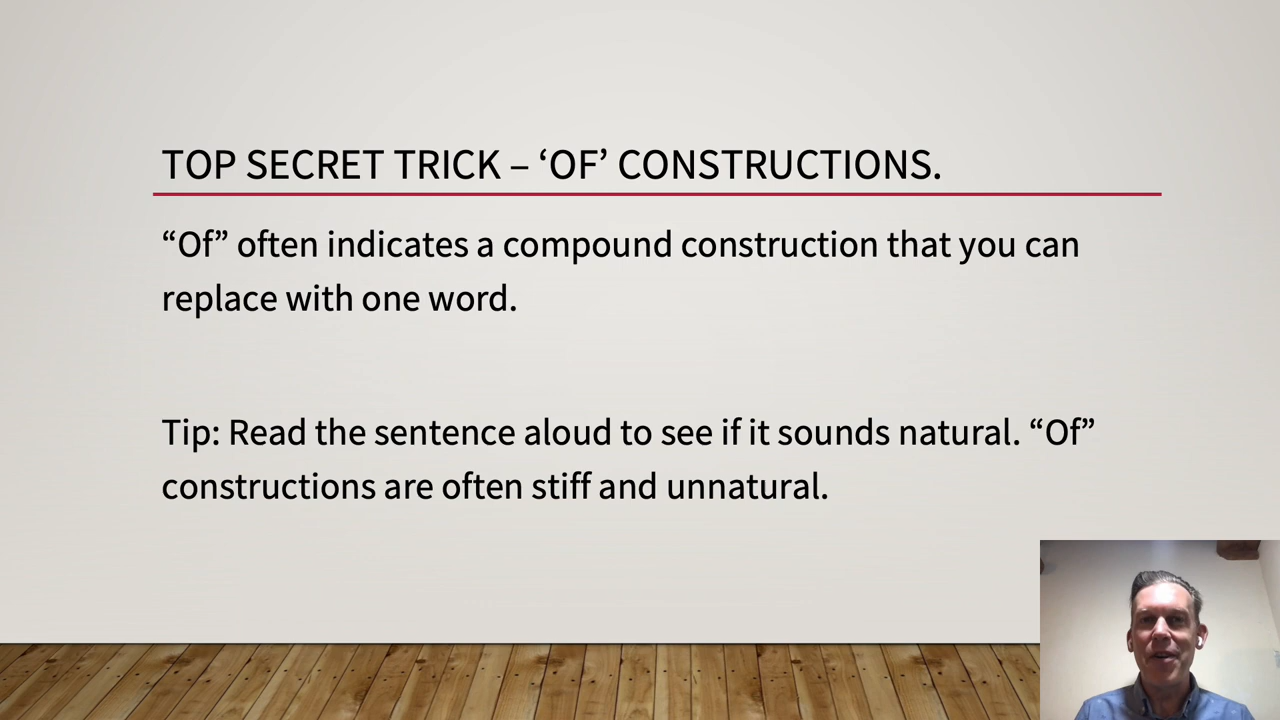 TOP SECRET TRICK – ‘OF’ CONSTRUCTIONS.
“Of” often indicates a compound construction that you can
replace with one word.
Tip: Read the sentence aloud to see if it sounds natural. “Of”
constructions are often stiff and unnatural.